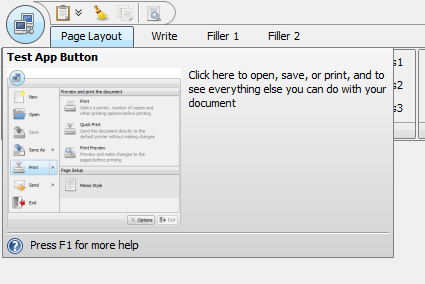 Page Layout Write Filler 1 Filler 2
Test App Button
Click here to open, save, or print, and to
see everything else you can do with your
document
New
Open
Save
Save As
Print
Send
Exit
Preview and print the document
Print
Select a printer, number of copies and
other printing options before printing
Quick Print
Send the document directly to the
default printer without making changes
Print Preview
Preview and make changes to the
pages before printing
Page Setup
Memo Style
Options Exit
s1
s2
s3
Press F1 for more help